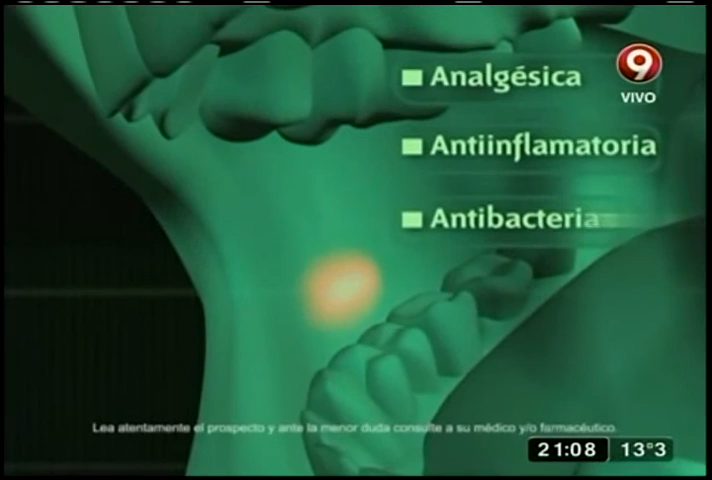 Analgésica
9
VIVO
Antiinflamatoria
Antibacteria
Lea atentamente el prospecto y ante la menor duda consulte a su médico y/o farmacéutico.
21:08 13°3